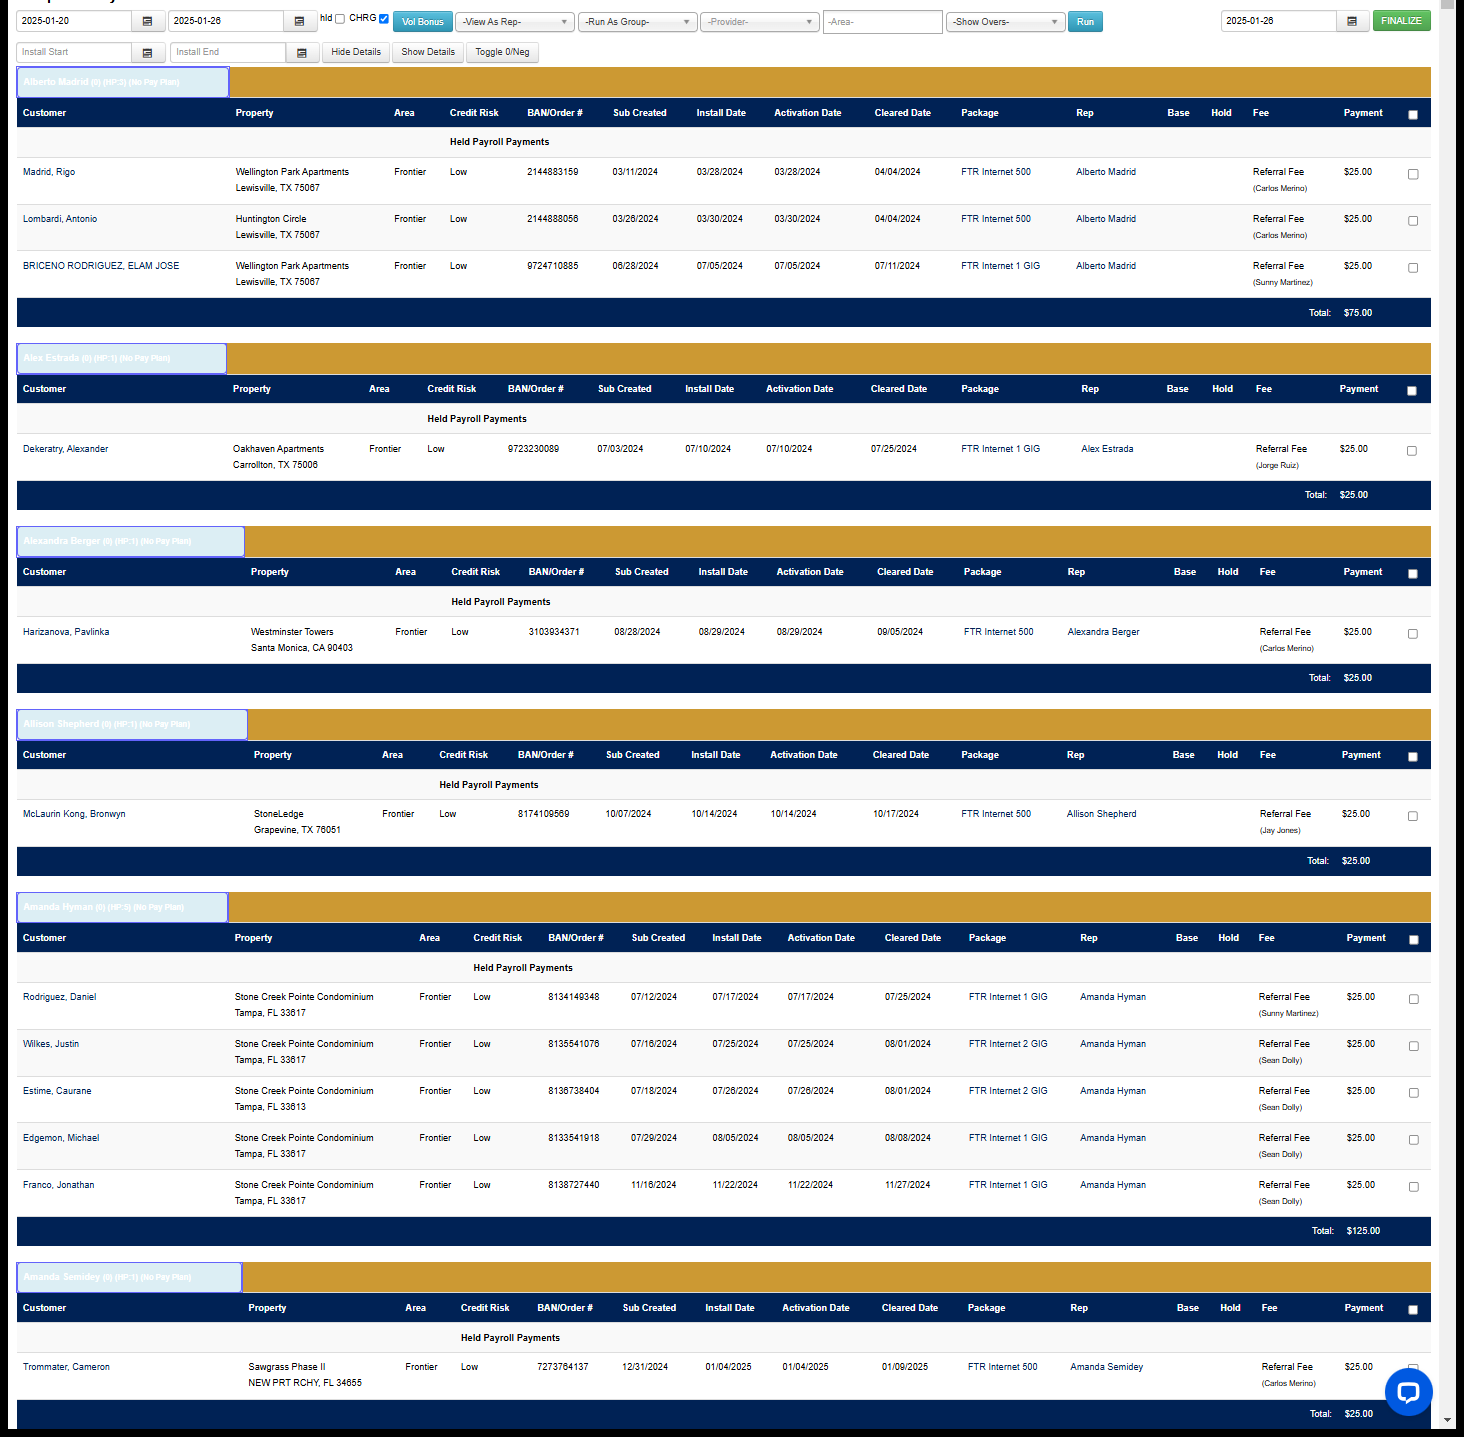 2025-01-20 2025-01-26 hld CHRG Vol Bonus -View As Rep- -Run As Group- -Provider- -Area- -Show Overs- Run 2025-01-26 FINALIZE
Install Start Install End Hide Details Show Details Toggle 0/Neg
Alberto Madrid (0) (HP:3) (No Pay Plan)
Customer Property Area Credit Risk BAN/Order # Sub Created Install Date Activation Date Cleared Date Package Rep Base Hold Fee Payment
Held Payroll Payments
Madrid, Rigo Wellington Park Apartments Frontier Low 2144883159 03/11/2024 03/28/2024 03/28/2024 04/04/2024 FTR Internet 500 Alberto Madrid Referral Fee $25.00
Lewisville, TX 75067 (Carlos Merino)
Lombardi, Antonio Huntington Circle Frontier Low 2144888056 03/26/2024 03/30/2024 03/30/2024 04/04/2024 FTR Internet 500 Alberto Madrid Referral Fee $25.00
Lewisville, TX 75067 (Carlos Merino)
BRICENO RODRIGUEZ, ELAM JOSE Wellington Park Apartments Frontier Low 9724710885 06/28/2024 07/05/2024 07/05/2024 07/11/2024 FTR Internet 1 GIG Alberto Madrid Referral Fee $25.00
Lewisville, TX 75067 (Sunny Martinez)
Total: $75.00
Alex Estrada (0) (HP:1) (No Pay Plan)
Customer Property Area Credit Risk BAN/Order # Sub Created Install Date Activation Date Cleared Date Package Rep Base Hold Fee Payment
Held Payroll Payments
Dekeratry, Alexander Oakhaven Apartments Frontier Low 9723230089 07/03/2024 07/10/2024 07/10/2024 07/25/2024 FTR Internet 1 GIG Alex Estrada Referral Fee $25.00
Carrollton, TX 75006 (Jorge Ruiz)
Total: $25.00
Alexandra Berger (0) (HP:1) (No Pay Plan)
Customer Property Area Credit Risk BAN/Order # Sub Created Install Date Activation Date Cleared Date Package Rep Base Hold Fee Payment
Held Payroll Payments
Harizanova, Pavlinka Westminster Towers Frontier Low 3103934371 08/28/2024 08/29/2024 08/29/2024 09/05/2024 FTR Internet 500 Alexandra Berger Referral Fee $25.00
Santa Monica, CA 90403 (Carlos Merino)
Total: $25.00
Allison Shepherd (0) (HP:1) (No Pay Plan)
Customer Property Area Credit Risk BAN/Order # Sub Created Install Date Activation Date Cleared Date Package Rep Base Hold Fee Payment
Held Payroll Payments
McLaurin Kong, Bronwyn StoneLedge Frontier Low 8174109569 10/07/2024 10/14/2024 10/14/2024 10/17/2024 FTR Internet 500 Allison Shepherd Referral Fee $25.00
Grapevine, TX 76051 (Jay Jones)
Total: $25.00
Amanda Hyman (0) (HP:5) (No Pay Plan)
Customer Property Area Credit Risk BAN/Order # Sub Created Install Date Activation Date Cleared Date Package Rep Base Hold Fee Payment
Held Payroll Payments
Rodriguez, Daniel Stone Creek Pointe Condominium Frontier Low 8134149348 07/12/2024 07/17/2024 07/17/2024 07/25/2024 FTR Internet 1 GIG Amanda Hyman Referral Fee $25.00
Tampa, FL 33617 (Sunny Martinez)
Wilkes, Justin Stone Creek Pointe Condominium Frontier Low 8135541076 07/16/2024 07/25/2024 07/25/2024 08/01/2024 FTR Internet 2 GIG Amanda Hyman Referral Fee $25.00
Tampa, FL 33617 (Sean Dolly)
Estime, Caurane Stone Creek Pointe Condominium Frontier Low 8136738404 07/18/2024 07/26/2024 07/26/2024 08/01/2024 FTR Internet 2 GIG Amanda Hyman Referral Fee $25.00
Tampa, FL 33613 (Sean Dolly)
Edgemon, Michael Stone Creek Pointe Condominium Frontier Low 8133541918 07/29/2024 08/05/2024 08/05/2024 08/08/2024 FTR Internet 1 GIG Amanda Hyman Referral Fee $25.00
Tampa, FL 33617 (Sean Dolly)
Franco, Jonathan Stone Creek Pointe Condominium Frontier Low 8138727440 11/16/2024 11/22/2024 11/22/2024 11/27/2024 FTR Internet 1 GIG Amanda Hyman Referral Fee $25.00
Tampa, FL 33617 (Sean Dolly)
Total: $125.00
Amanda Semidey (0) (HP:1) (No Pay Plan)
Customer Property Area Credit Risk BAN/Order # Sub Created Install Date Activation Date Cleared Date Package Rep Base Hold Fee Payment
Held Payroll Payments
Trommater, Cameron Sawgrass Phase II Frontier Low 7273764137 12/31/2024 01/04/2025 01/04/2025 01/09/2025 FTR Internet 500 Amanda Semidey Referral Fee $25.00
NEW PRT RCHY, FL 34655 (Carlos Merino)
Total: $25.00